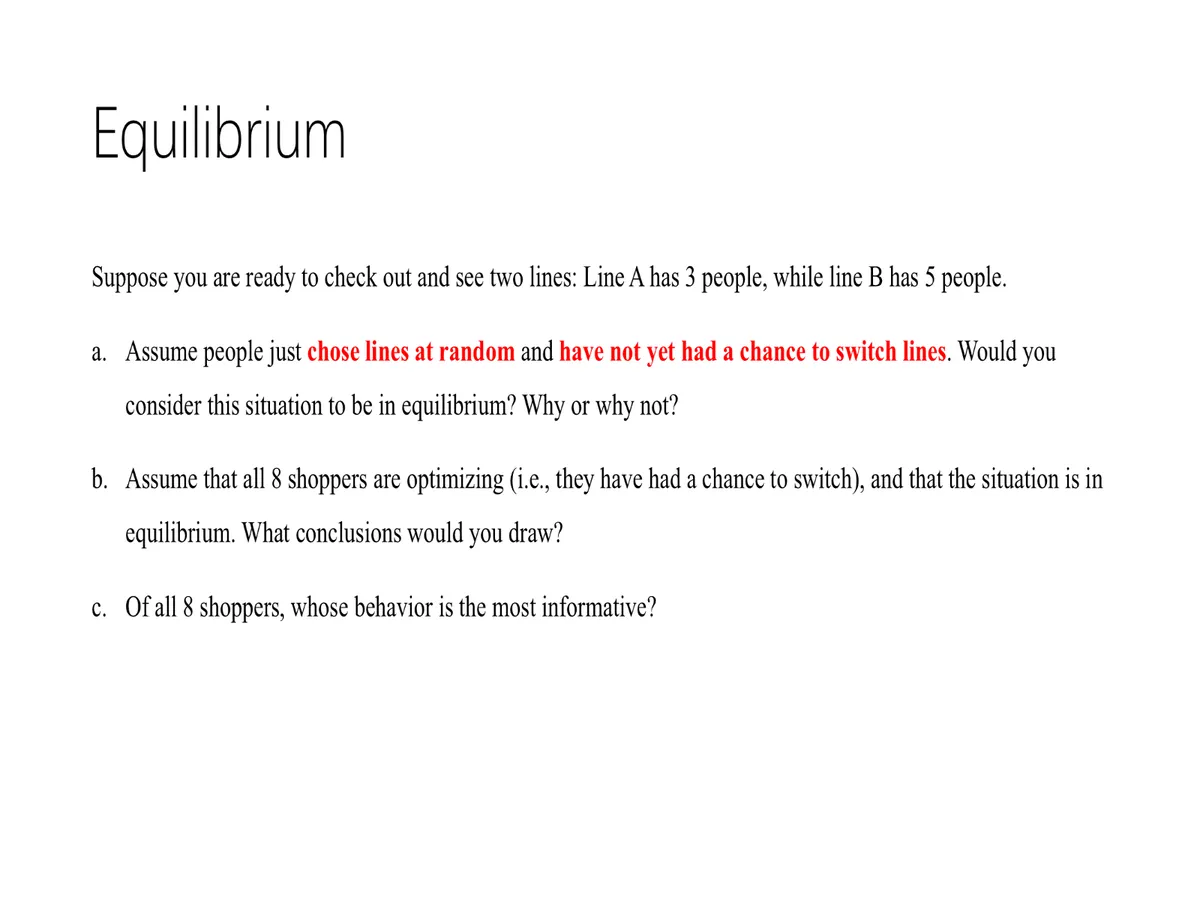 Equilibrium
Suppose you are ready to check out and see two lines: Line A has 3 people, while line B has 5 people.
a. Assume people just chose lines at random and have not yet had a chance to switch lines. Would you
consider this situation to be in equilibrium? Why or why not?
b. Assume that all 8 shoppers are optimizing (i.e., they have had a chance to switch), and that the situation is in
equilibrium. What conclusions would you draw?
c. Of all 8 shoppers, whose behavior is the most informative?